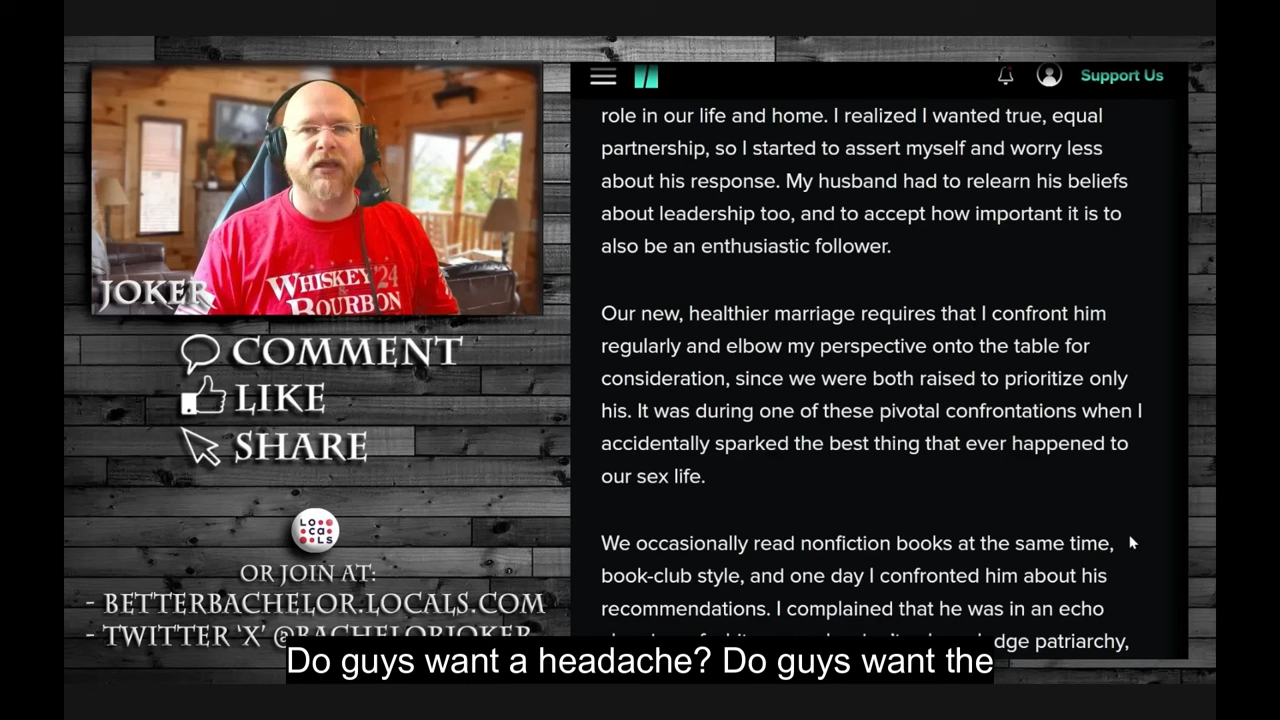 Support Us
role in our life and home. I realized I wanted true, equal
partnership, so I started to assert myself and worry less
about his response. My husband had to relearn his beliefs
about leadership too, and to accept how important it is to
also be an enthusiastic follower.
Our new, healthier marriage requires that I confront him
regularly and elbow my perspective onto the table for
consideration, since we were both raised to prioritize only
his. It was during one of these pivotal confrontations when I
accidentally sparked the best thing that ever happened to
our sex life.
We occasionally read nonfiction books at the same time,
book-club style, and one day I confronted him about his
recommendations. I complained that he was in an echo
dge patriarchy,
WHISKEY '24
&
BOURBON
JOKER
COMMENT
LIKE
SHARE
LOCALS
OR JOIN AT:
- BETTERBACHELOR.LOCALS.COM
- TWITTER 'X' @BACHELORJOKER
Do guys want a headache? Do guys want the